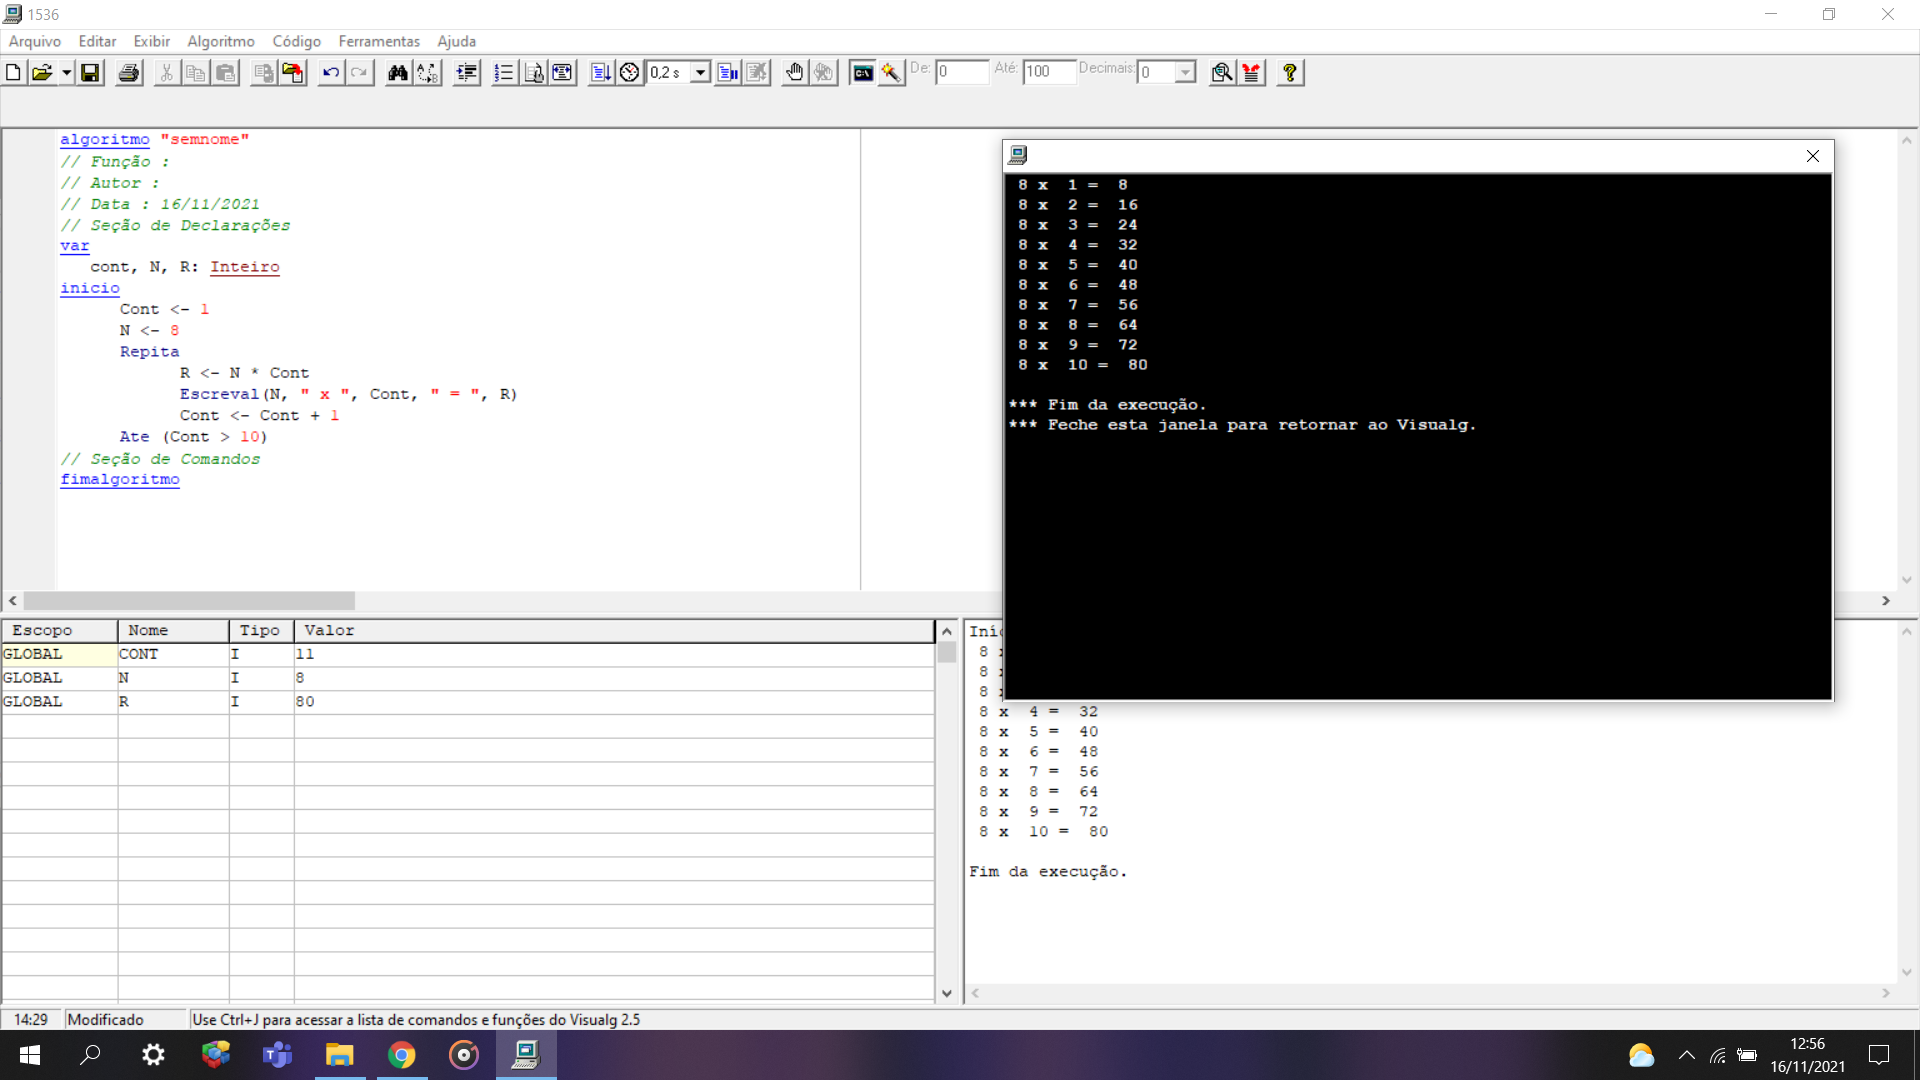 1536
Arquivo Editar Exibir Algoritmo Código Ferramentas Ajuda
0,2 s De: 0 Até: 100 Decimais: 0
algoritmo "semnome"
// Função :
// Autor :
// Data : 16/11/2021
// Seção de Declarações
var
cont, N, R: Inteiro
inicio
Cont <- 1
N <- 8
Repita
R <- N * Cont
Escreval(N, " x ", Cont, " = ", R)
Cont <- Cont + 1
Ate (Cont > 10)
// Seção de Comandos
fimalgoritmo
8 x 1 = 8
8 x 2 = 16
8 x 3 = 24
8 x 4 = 32
8 x 5 = 40
8 x 6 = 48
8 x 7 = 56
8 x 8 = 64
8 x 9 = 72
8 x 10 = 80
*** Fim da execução.
*** Feche esta janela para retornar ao Visualg.
Escopo Nome Tipo Valor
GLOBAL CONT I 11
GLOBAL N I 8
GLOBAL R I 80
8
8
8
8 x 4 = 32
8 x 5 = 40
8 x 6 = 48
8 x 7 = 56
8 x 8 = 64
8 x 9 = 72
8 x 10 = 80
Fim da execução.
14:29 Modificado Use Ctrl+J para acessar a lista de comandos e funções do Visualg 2.5
12:56
16/11/2021